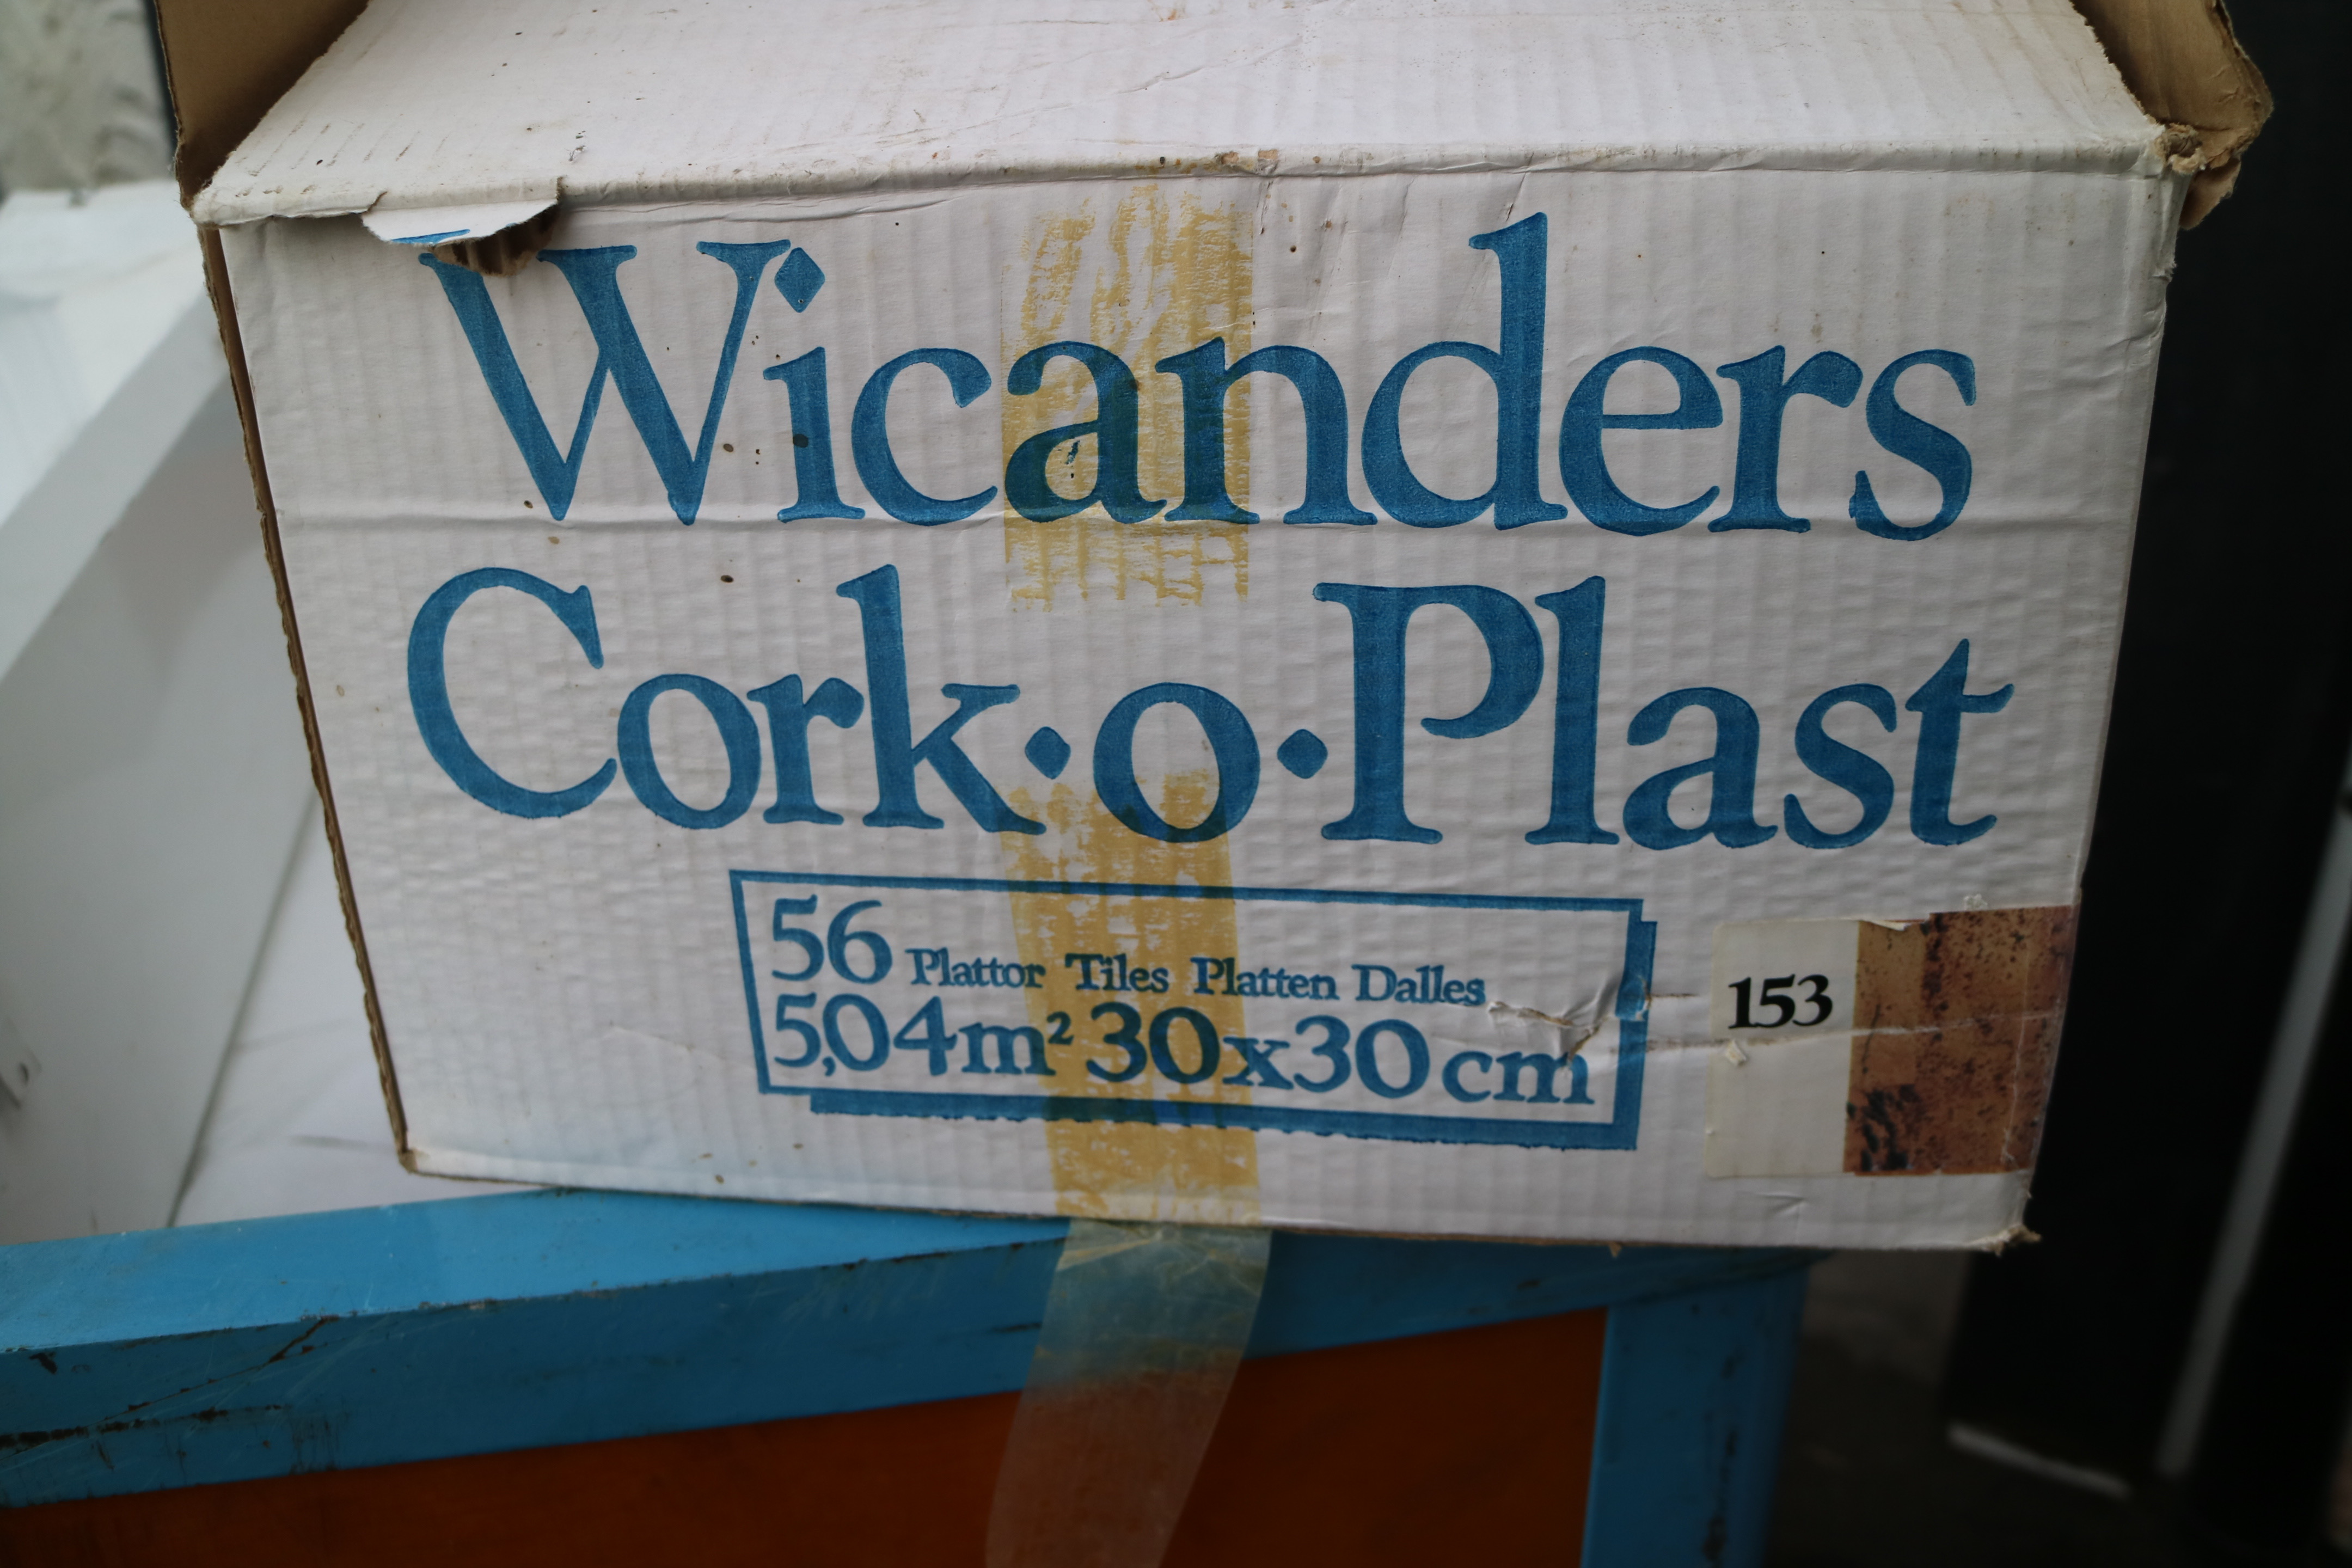 Wicanders
Cork·o·Plast
56 Plattor Tiles Platten Dalles
5,04m² 30x30cm
153